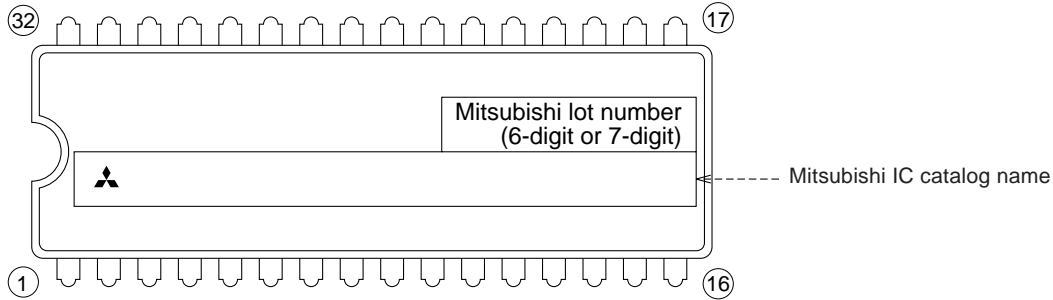 32
17
Mitsubishi lot number
(6-digit or 7-digit)
Mitsubishi IC catalog name
1
16